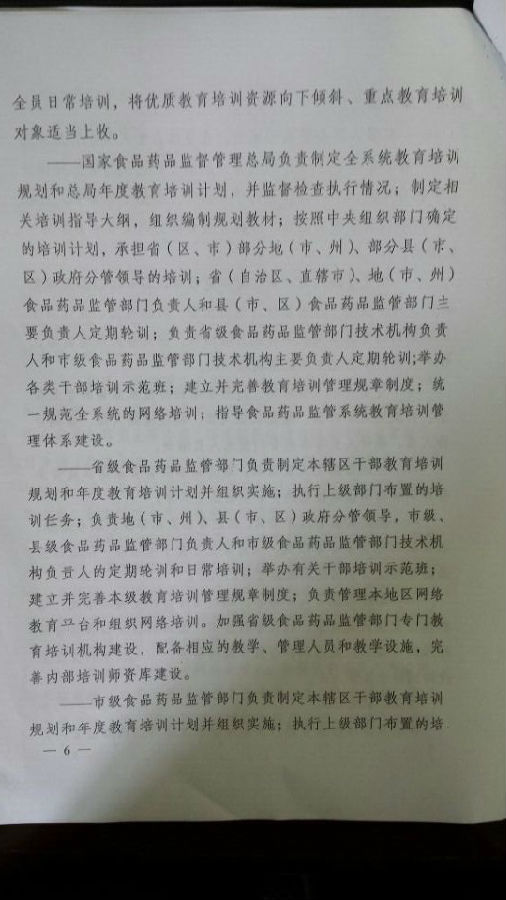 全员日常培训，将优质教育培训资源向下倾斜、重点教育培训
对象适当上收。
——国家食品药品监督管理总局负责制定全系统教育培训
规划和总局年度教育培训计划，并监督检查执行情况；制定相
关培训指导大纲，组织编制规划教材；按照中央组织部门确定
的培训计划，承担省（区、市）部分地（市、州）、部分县（市、
区）政府分管领导的培训；省（自治区、直辖市）、地（市、州）
食品药品监管部门负责人和县（市、区）食品药品监管部门主
要负责人定期轮训；负责省级食品药品监管部门技术机构负责
人和市级食品药品监管部门技术机构主要负责人定期轮训;举办
各类干部培训示范班；建立并完善教育培训管理规章制度；统
一规范全系统的网络培训；指导食品药品监管系统教育培训管
理体系建设。
——省级食品药品监管部门负责制定本辖区干部教育培训
规划和年度教育培训计划并组织实施；执行上级部门布置的培
训任务；负责地（市、州）、县（市、区）政府分管领导，市级、
县级食品药品监管部门负责人和市级食品药品监管部门技术机
构负责人的定期轮训和日常培训；举办有关干部培训示范班；
建立并完善本级教育培训管理规章制度；负责管理本地区网络
教育平台和组织网络培训。加强省级食品药品监管部门专门教
育培训机构建设，配备相应的教学、管理人员和教学设施，完
善内部培训师资库建设。
——市级食品药品监管部门负责制定本辖区干部教育培训
规划和年度教育培训计划并组织实施；执行上级部门布置的培
— 6 —